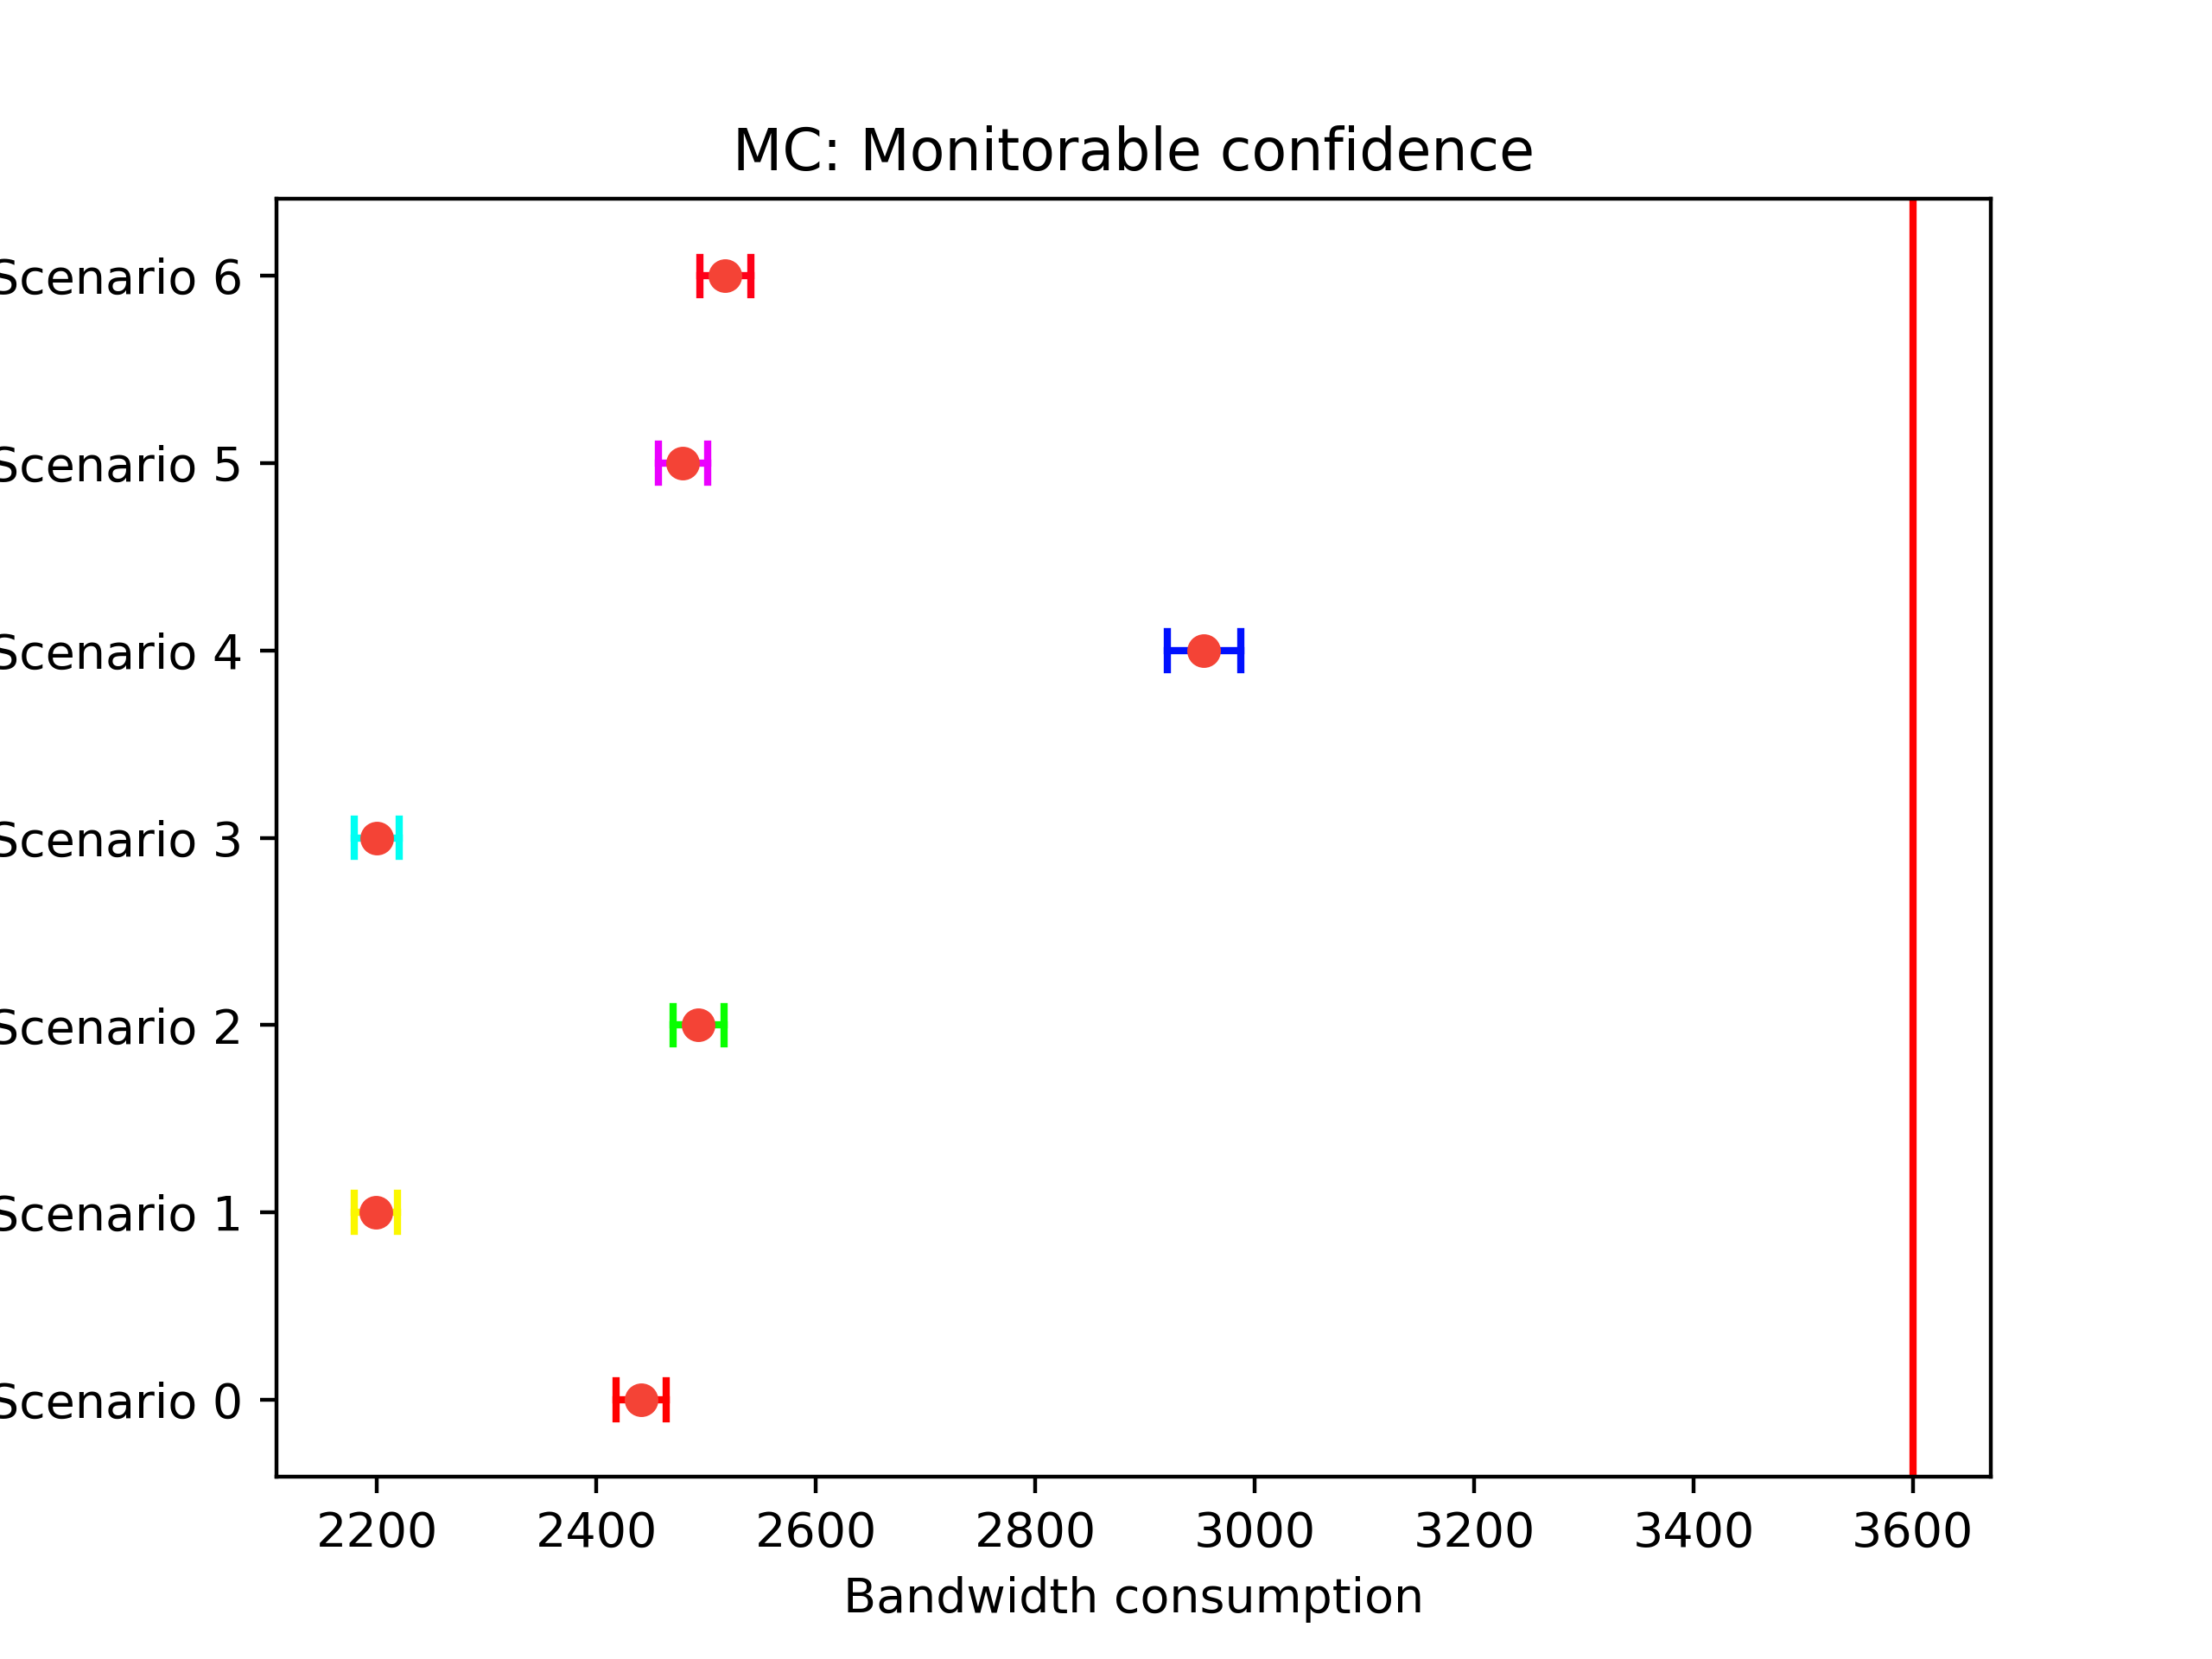 MC: Monitorable confidence
Scenario 6
Scenario 5
Scenario 4
Scenario 3
Scenario 2
Scenario 1
Scenario 0
2200 2400 2600 2800 3000 3200 3400 3600
Bandwidth consumption